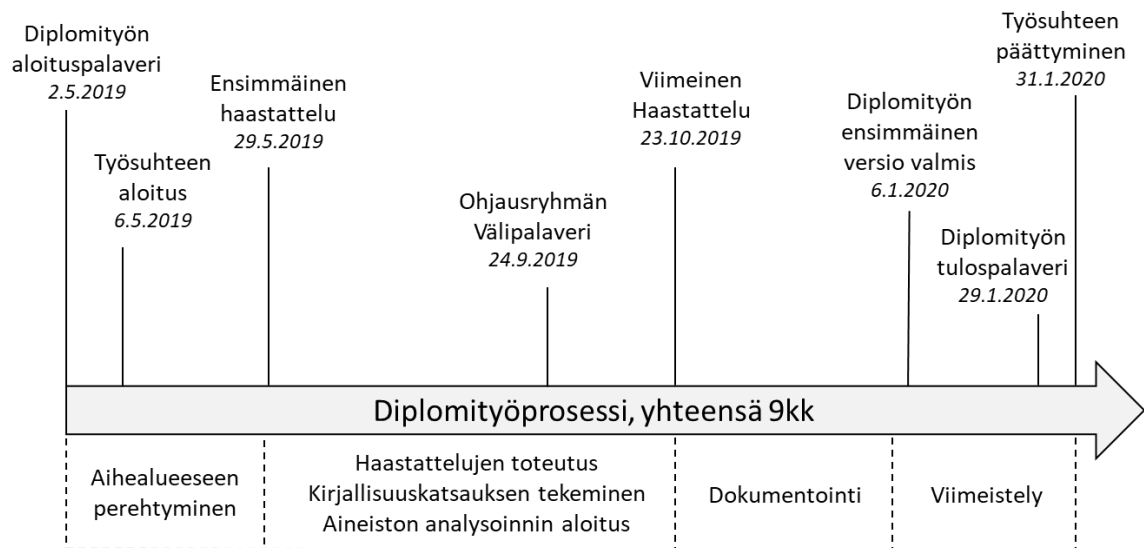 Diplomityön
aloituspalaveri
2.5.2019
Työsuhteen
aloitus
6.5.2019
Ensimmäinen
haastattelu
29.5.2019
Ohjausryhmän
Välipalaveri
24.9.2019
Viimeinen
Haastattelu
23.10.2019
Diplomityön
ensimmäinen
versio valmis
6.1.2020
Diplomityön
tulospalaveri
29.1.2020
Työsuhteen
päättyminen
31.1.2020
Diplomityöprosessi, yhteensä 9kk
Aihealueeseen
perehtyminen
Haastattelujen toteutus
Kirjallisuuskatsauksen tekeminen
Aineiston analysoinnin aloitus
Dokumentointi
Viimeistely